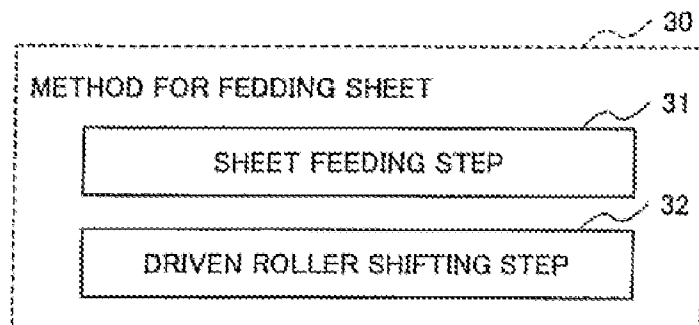 30
METHOD FOR FEDDING SHEET
31
SHEET FEEDING STEP
32
DRIVEN ROLLER SHIFTING STEP